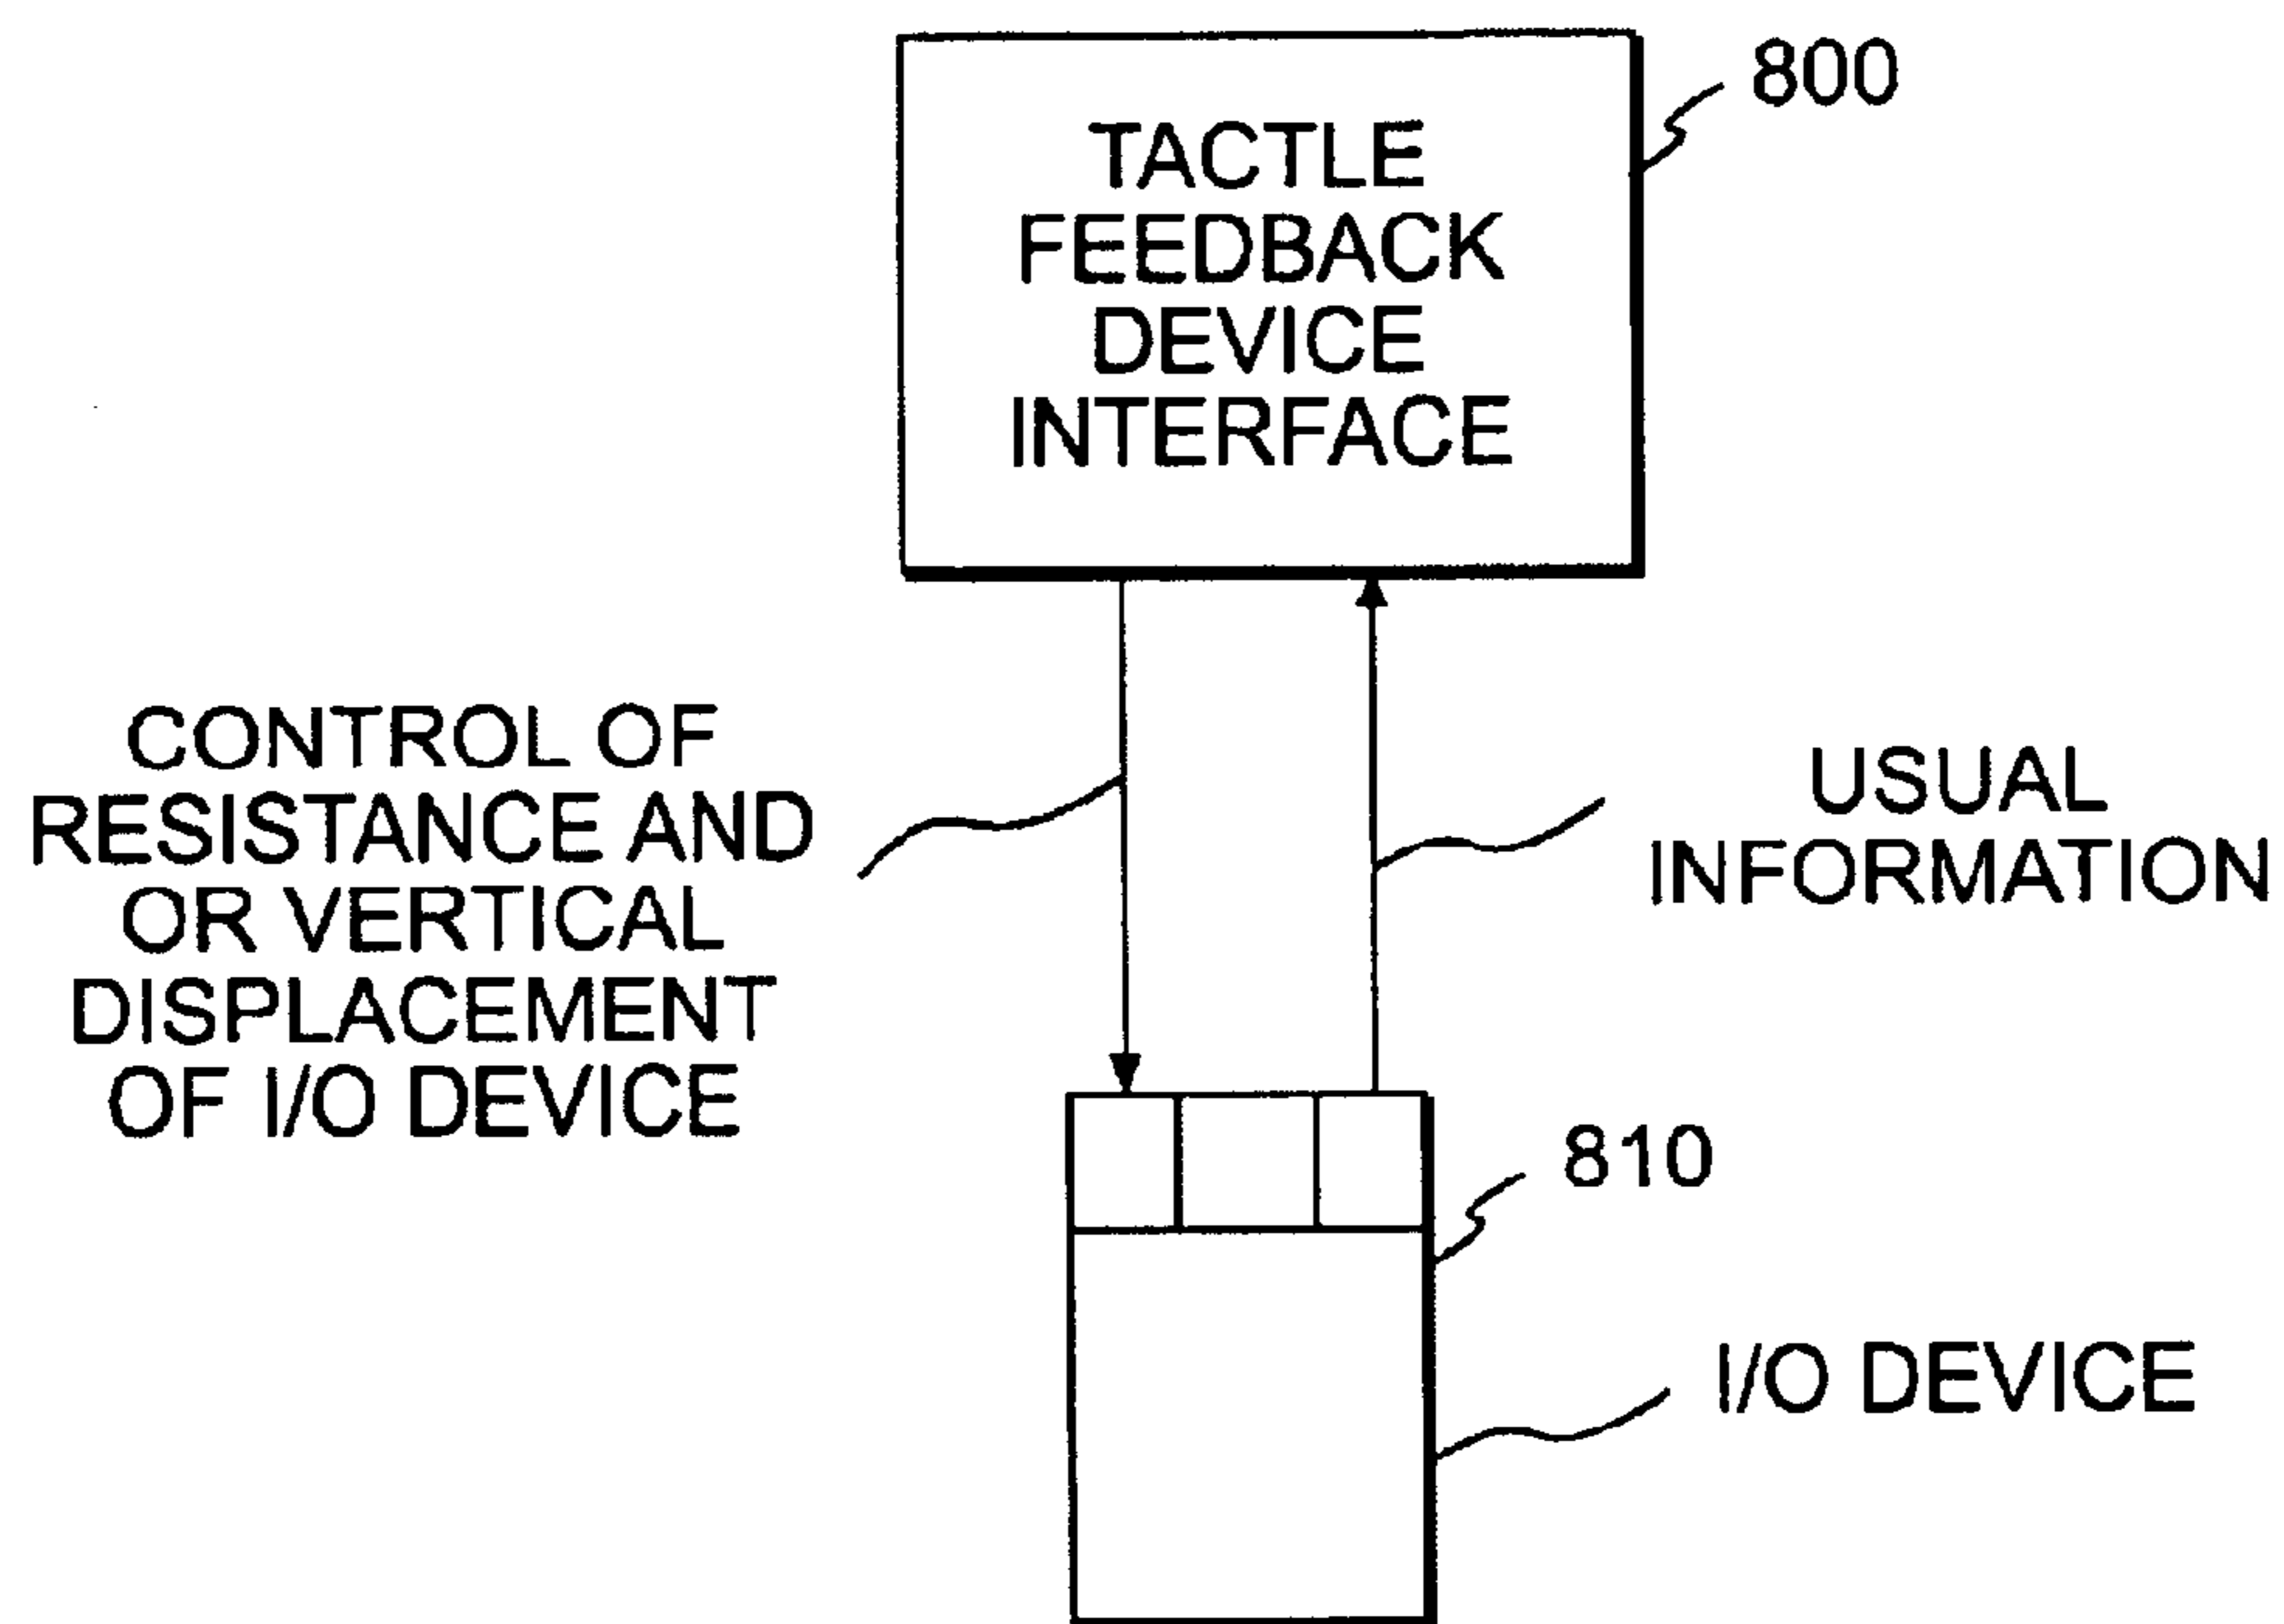 800
TACTLE
FEEDBACK
DEVICE
INTERFACE
CONTROL OF
RESISTANCE AND
OR VERTICAL
DISPLACEMENT
OF I/O DEVICE
USUAL
INFORMATION
810
I/O DEVICE